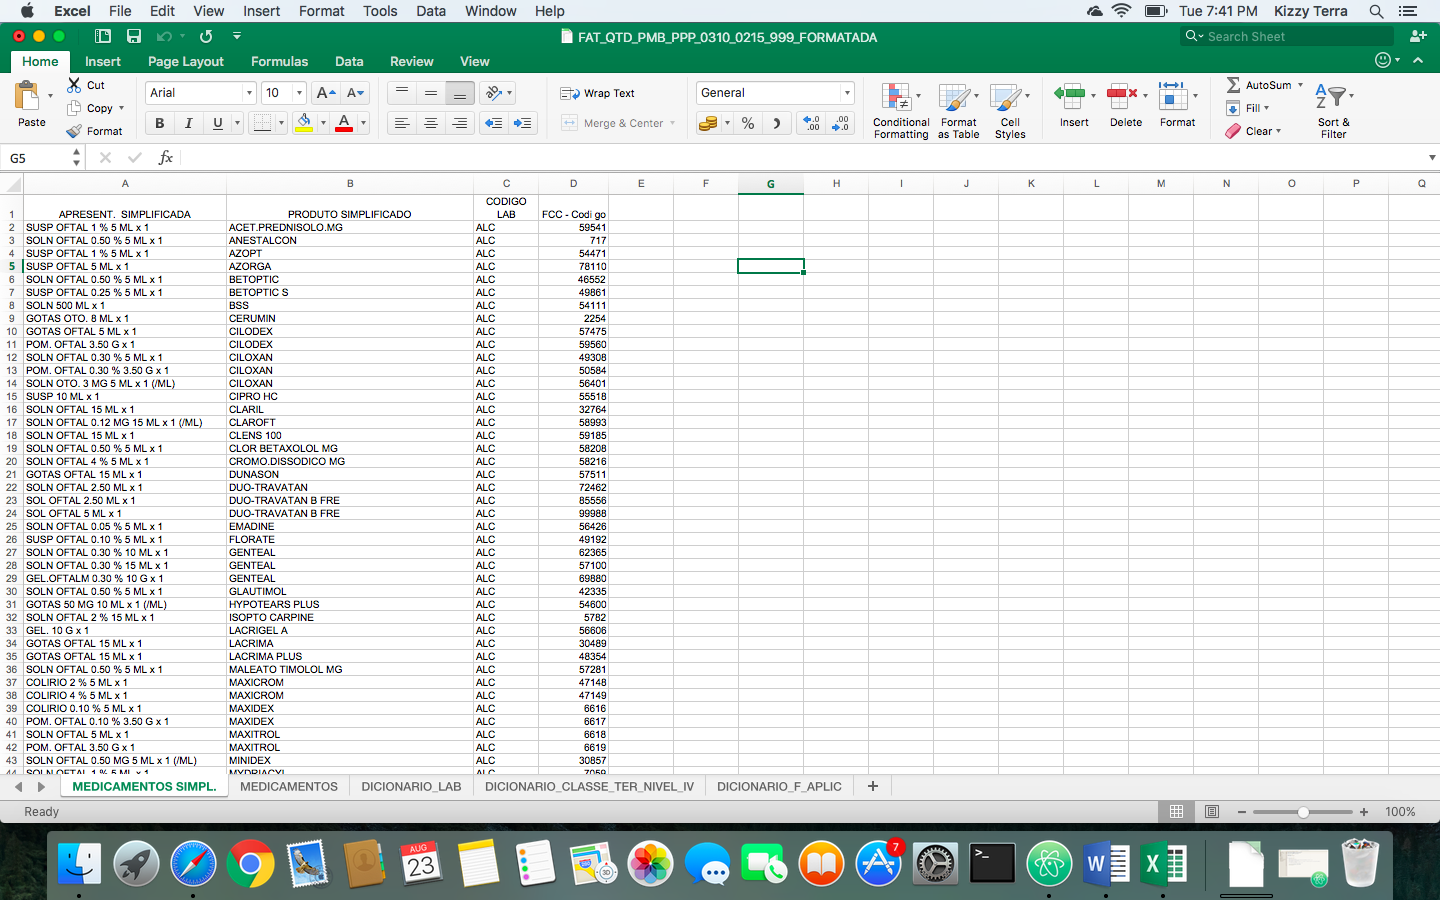 Excel File Edit View Insert Format Tools Data Window Help Tue 7:41 PM Kizzy Terra
FAT_QTD_PMB_PPP_0310_0215_999_FORMATADA Search Sheet
Home Insert Page Layout Formulas Data Review View
Paste Cut Copy Format Arial 10 A A B I U A Wrap Text Merge & Center General % Conditional Formatting Format as Table Cell Styles Insert Delete Format AutoSum Fill Clear Sort & Filter
G5 fx
A B C D E F G H I J K L M N O P Q
1 APRESENT. SIMPLIFICADA PRODUTO SIMPLIFICADO CODIGO LAB FCC - Codi go
2 SUSP OFTAL 1 % 5 ML x 1 ACET.PREDNISOLO.MG ALC 59541
3 SOLN OFTAL 0.50 % 5 ML x 1 ANESTALCON ALC 717
4 SUSP OFTAL 1 % 5 ML x 1 AZOPT ALC 54471
5 SUSP OFTAL 5 ML x 1 AZORGA ALC 78110
6 SOLN OFTAL 0.50 % 5 ML x 1 BETOPTIC ALC 46552
7 SUSP OFTAL 0.25 % 5 ML x 1 BETOPTIC S ALC 49861
8 SOLN 500 ML x 1 BSS ALC 54111
9 GOTAS OTO. 8 ML x 1 CERUMIN ALC 2254
10 GOTAS OFTAL 5 ML x 1 CILODEX ALC 57475
11 POM. OFTAL 3.50 G x 1 CILODEX ALC 59560
12 SOLN OFTAL 0.30 % 5 ML x 1 CILOXAN ALC 49308
13 POM. OFTAL 0.30 % 3.50 G x 1 CILOXAN ALC 50584
14 SOLN OTO. 3 MG 5 ML x 1 (/ML) CILOXAN ALC 56401
15 SUSP 10 ML x 1 CIPRO HC ALC 55518
16 SOLN OFTAL 15 ML x 1 CLARIL ALC 32764
17 SOLN OFTAL 0.12 MG 15 ML x 1 (/ML) CLAROFT ALC 58993
18 SOLN OFTAL 15 ML x 1 CLENS 100 ALC 59185
19 SOLN OFTAL 0.50 % 5 ML x 1 CLOR BETAXOLOL MG ALC 58208
20 SOLN OFTAL 4 % 5 ML x 1 CROMO.DISSODICO MG ALC 58216
21 GOTAS OFTAL 15 ML x 1 DUNASON ALC 57511
22 SOLN OFTAL 2.50 ML x 1 DUO-TRAVATAN ALC 72462
23 SOL OFTAL 2.50 ML x 1 DUO-TRAVATAN B FRE ALC 85556
24 SOL OFTAL 5 ML x 1 DUO-TRAVATAN B FRE ALC 99988
25 SOLN OFTAL 0.05 % 5 ML x 1 EMADINE ALC 56426
26 SUSP OFTAL 0.10 % 5 ML x 1 FLORATE ALC 49192
27 SOLN OFTAL 0.30 % 10 ML x 1 GENTEAL ALC 62365
28 SOLN OFTAL 0.30 % 15 ML x 1 GENTEAL ALC 57100
29 GEL.OFTALM 0.30 % 10 G x 1 GENTEAL ALC 69880
30 SOLN OFTAL 0.50 % 5 ML x 1 GLAUTIMOL ALC 42335
31 GOTAS 50 MG 10 ML x 1 (/ML) HYPOTEARS PLUS ALC 54600
32 SOLN OFTAL 2 % 15 ML x 1 ISOPTO CARPINE ALC 5782
33 GEL. 10 G x 1 LACRIGEL A ALC 56606
34 GOTAS OFTAL 15 ML x 1 LACRIMA ALC 30489
35 GOTAS OFTAL 15 ML x 1 LACRIMA PLUS ALC 48354
36 SOLN OFTAL 0.50 % 5 ML x 1 MALEATO TIMOLOL MG ALC 57281
37 COLIRIO 2 % 5 ML x 1 MAXICROM ALC 47148
38 COLIRIO 4 % 5 ML x 1 MAXICROM ALC 47149
39 COLIRIO 0.10 % 5 ML x 1 MAXIDEX ALC 6616
40 POM. OFTAL 0.10 % 3.50 G x 1 MAXIDEX ALC 6617
41 SOLN OFTAL 5 ML x 1 MAXITROL ALC 6618
42 POM. OFTAL 3.50 G x 1 MAXITROL ALC 6619
43 SOLN OFTAL 0.50 MG 5 ML x 1 (/ML) MINIDEX ALC 30857
44 SOLN OFTAL 1 % 5 ML x 1 MYDRIACYL ALC 7059
MEDICAMENTOS SIMPL. MEDICAMENTOS DICIONARIO_LAB DICIONARIO_CLASSE_TER_NIVEL_IV DICIONARIO_F_APLIC +
Ready 100%
AUG 23 7